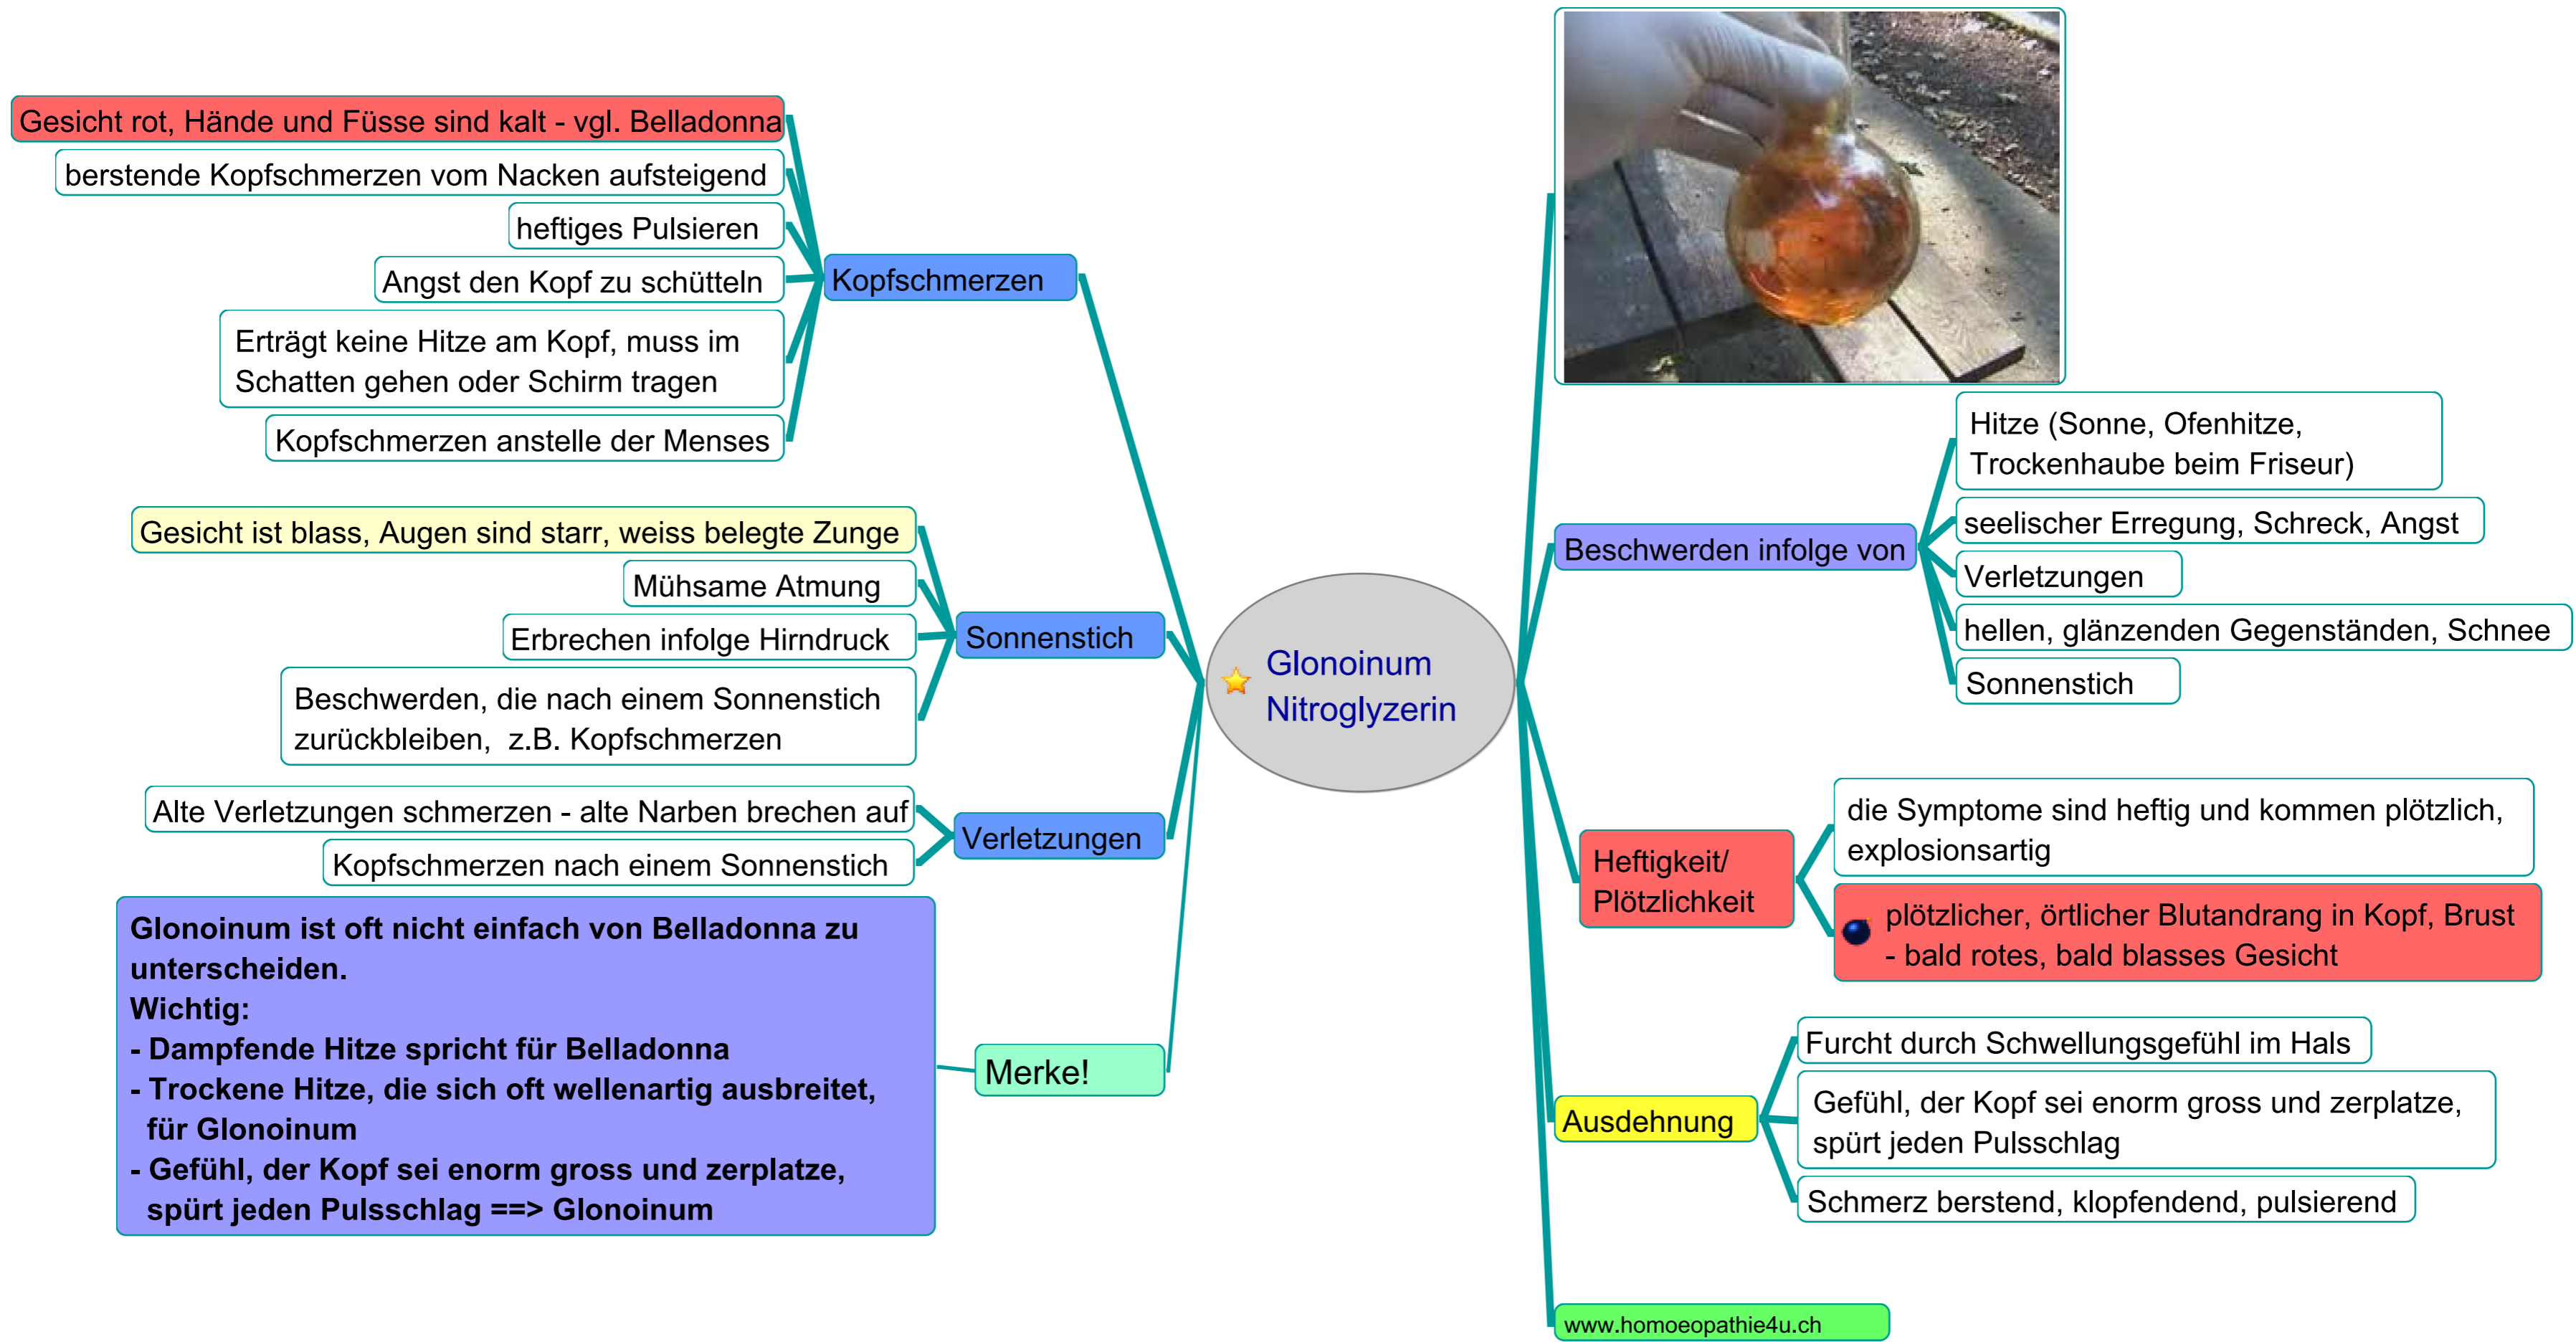 Glonoinum
Nitroglyzerin
Kopfschmerzen
Gesicht rot, Hände und Füsse sind kalt - vgl. Belladonna
berstende Kopfschmerzen vom Nacken aufsteigend
heftiges Pulsieren
Angst den Kopf zu schütteln
Erträgt keine Hitze am Kopf, muss im
Schatten gehen oder Schirm tragen
Kopfschmerzen anstelle der Menses
Sonnenstich
Gesicht ist blass, Augen sind starr, weiss belegte Zunge
Mühsame Atmung
Erbrechen infolge Hirndruck
Beschwerden, die nach einem Sonnenstich
zurückbleiben, z.B. Kopfschmerzen
Verletzungen
Alte Verletzungen schmerzen - alte Narben brechen auf
Kopfschmerzen nach einem Sonnenstich
Merke!
Glonoinum ist oft nicht einfach von Belladonna zu
unterscheiden.
Wichtig:
- Dampfende Hitze spricht für Belladonna
- Trockene Hitze, die sich oft wellenartig ausbreitet,
für Glonoinum
- Gefühl, der Kopf sei enorm gross und zerplatze,
spürt jeden Pulsschlag ==> Glonoinum
Beschwerden infolge von
Hitze (Sonne, Ofenhitze,
Trockenhaube beim Friseur)
seelischer Erregung, Schreck, Angst
Verletzungen
hellen, glänzenden Gegenständen, Schnee
Sonnenstich
Heftigkeit/
Plötzlichkeit
die Symptome sind heftig und kommen plötzlich,
explosionsartig
plötzlicher, örtlicher Blutandrang in Kopf, Brust
- bald rotes, bald blasses Gesicht
Ausdehnung
Furcht durch Schwellungsgefühl im Hals
Gefühl, der Kopf sei enorm gross und zerplatze,
spürt jeden Pulsschlag
Schmerz berstend, klopfendend, pulsierend
www.homoeopathie4u.ch